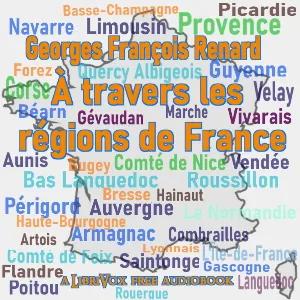 Basse-Champagne Picardie
Navarre Limousin Provence
Georges François Renard
Forez Quercy Albigeois Guyenne
Corse À travers les Velay
Béarn Gévaudan Marche Vivarais
régions de France
Aunis Bugey Comté de Nice Vendée
Bas Languedoc Roussillon
Bresse Hainaut
Périgord Auvergne La Normandie
Haute-Bourgogne
Artois Armagnac Combrailles
Lyonnais Île-de-France
Comté de Foix Saintonge
Flandre Gascogne
Poitou a LibriVox free audiobook Languedoc
Rouergue